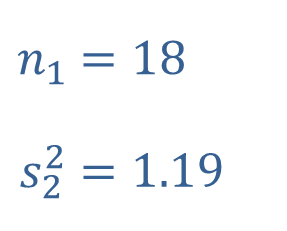 n₁ = 18
s₂² = 1.19